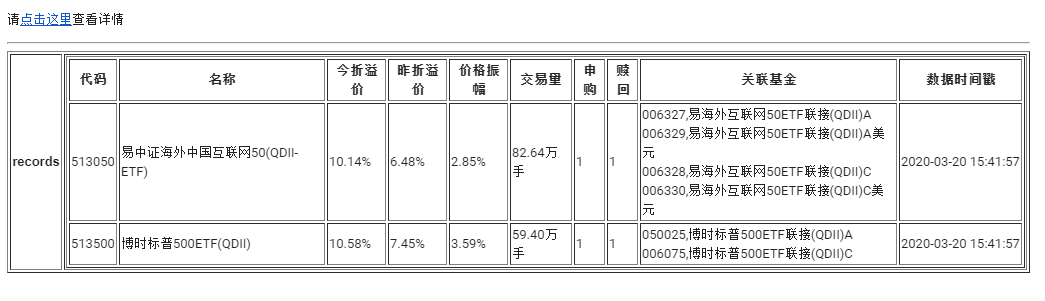 请点击这里查看详情
代码 名称 今折溢价 昨折溢价 价格振幅 交易量 申购 赎回 关联基金 数据时间戳
records
513050 易中证海外中国互联网50(QDII-ETF) 10.14% 6.48% 2.85% 82.64万手 1 1
006327,易海外互联网50ETF联接(QDII)A
006329,易海外互联网50ETF联接(QDII)A美元
006328,易海外互联网50ETF联接(QDII)C
006330,易海外互联网50ETF联接(QDII)C美元
2020-03-20 15:41:57
513500 博时标普500ETF(QDII) 10.58% 7.45% 3.59% 59.40万手 1 1
050025,博时标普500ETF联接(QDII)A
006075,博时标普500ETF联接(QDII)C
2020-03-20 15:41:57